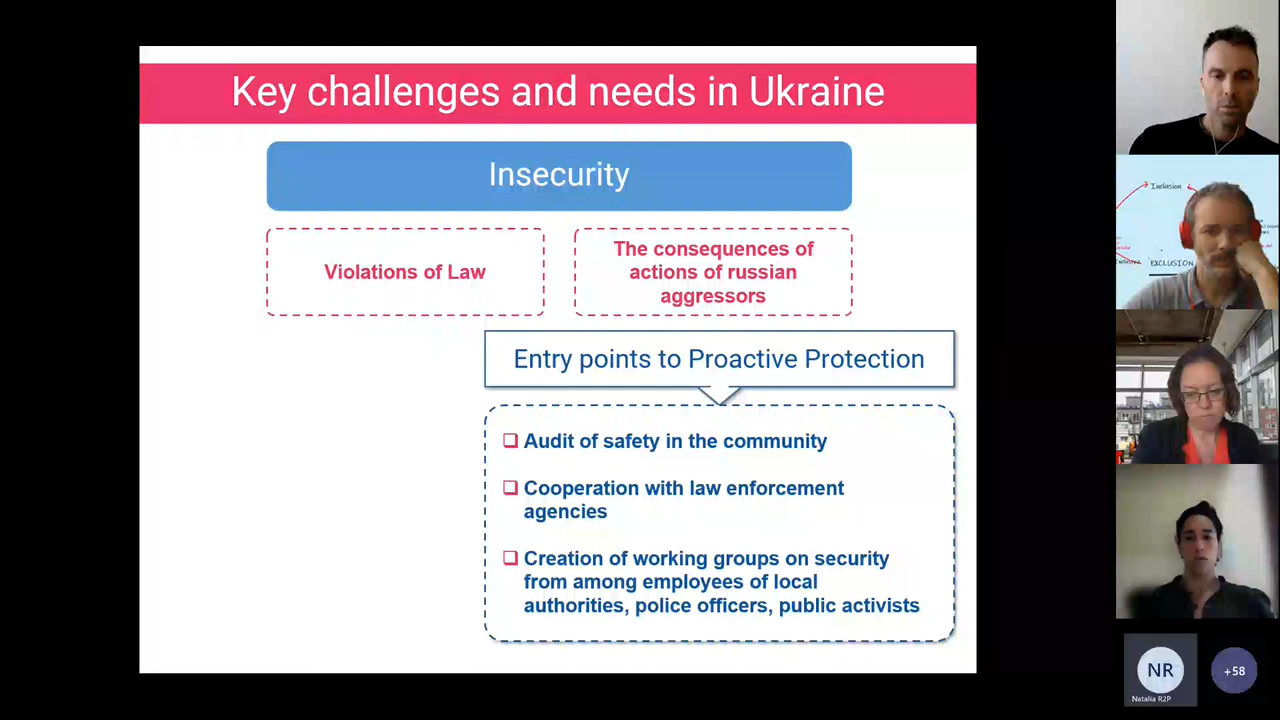 Key challenges and needs in Ukraine
Insecurity
Violations of Law
The consequences of
actions of russian
aggressors
Entry points to Proactive Protection
Audit of safety in the community
Cooperation with law enforcement
agencies
Creation of working groups on security
from among employees of local
authorities, police officers, public activists
Inclusion
EXCLUSION
NR
Natalia R2P
+58